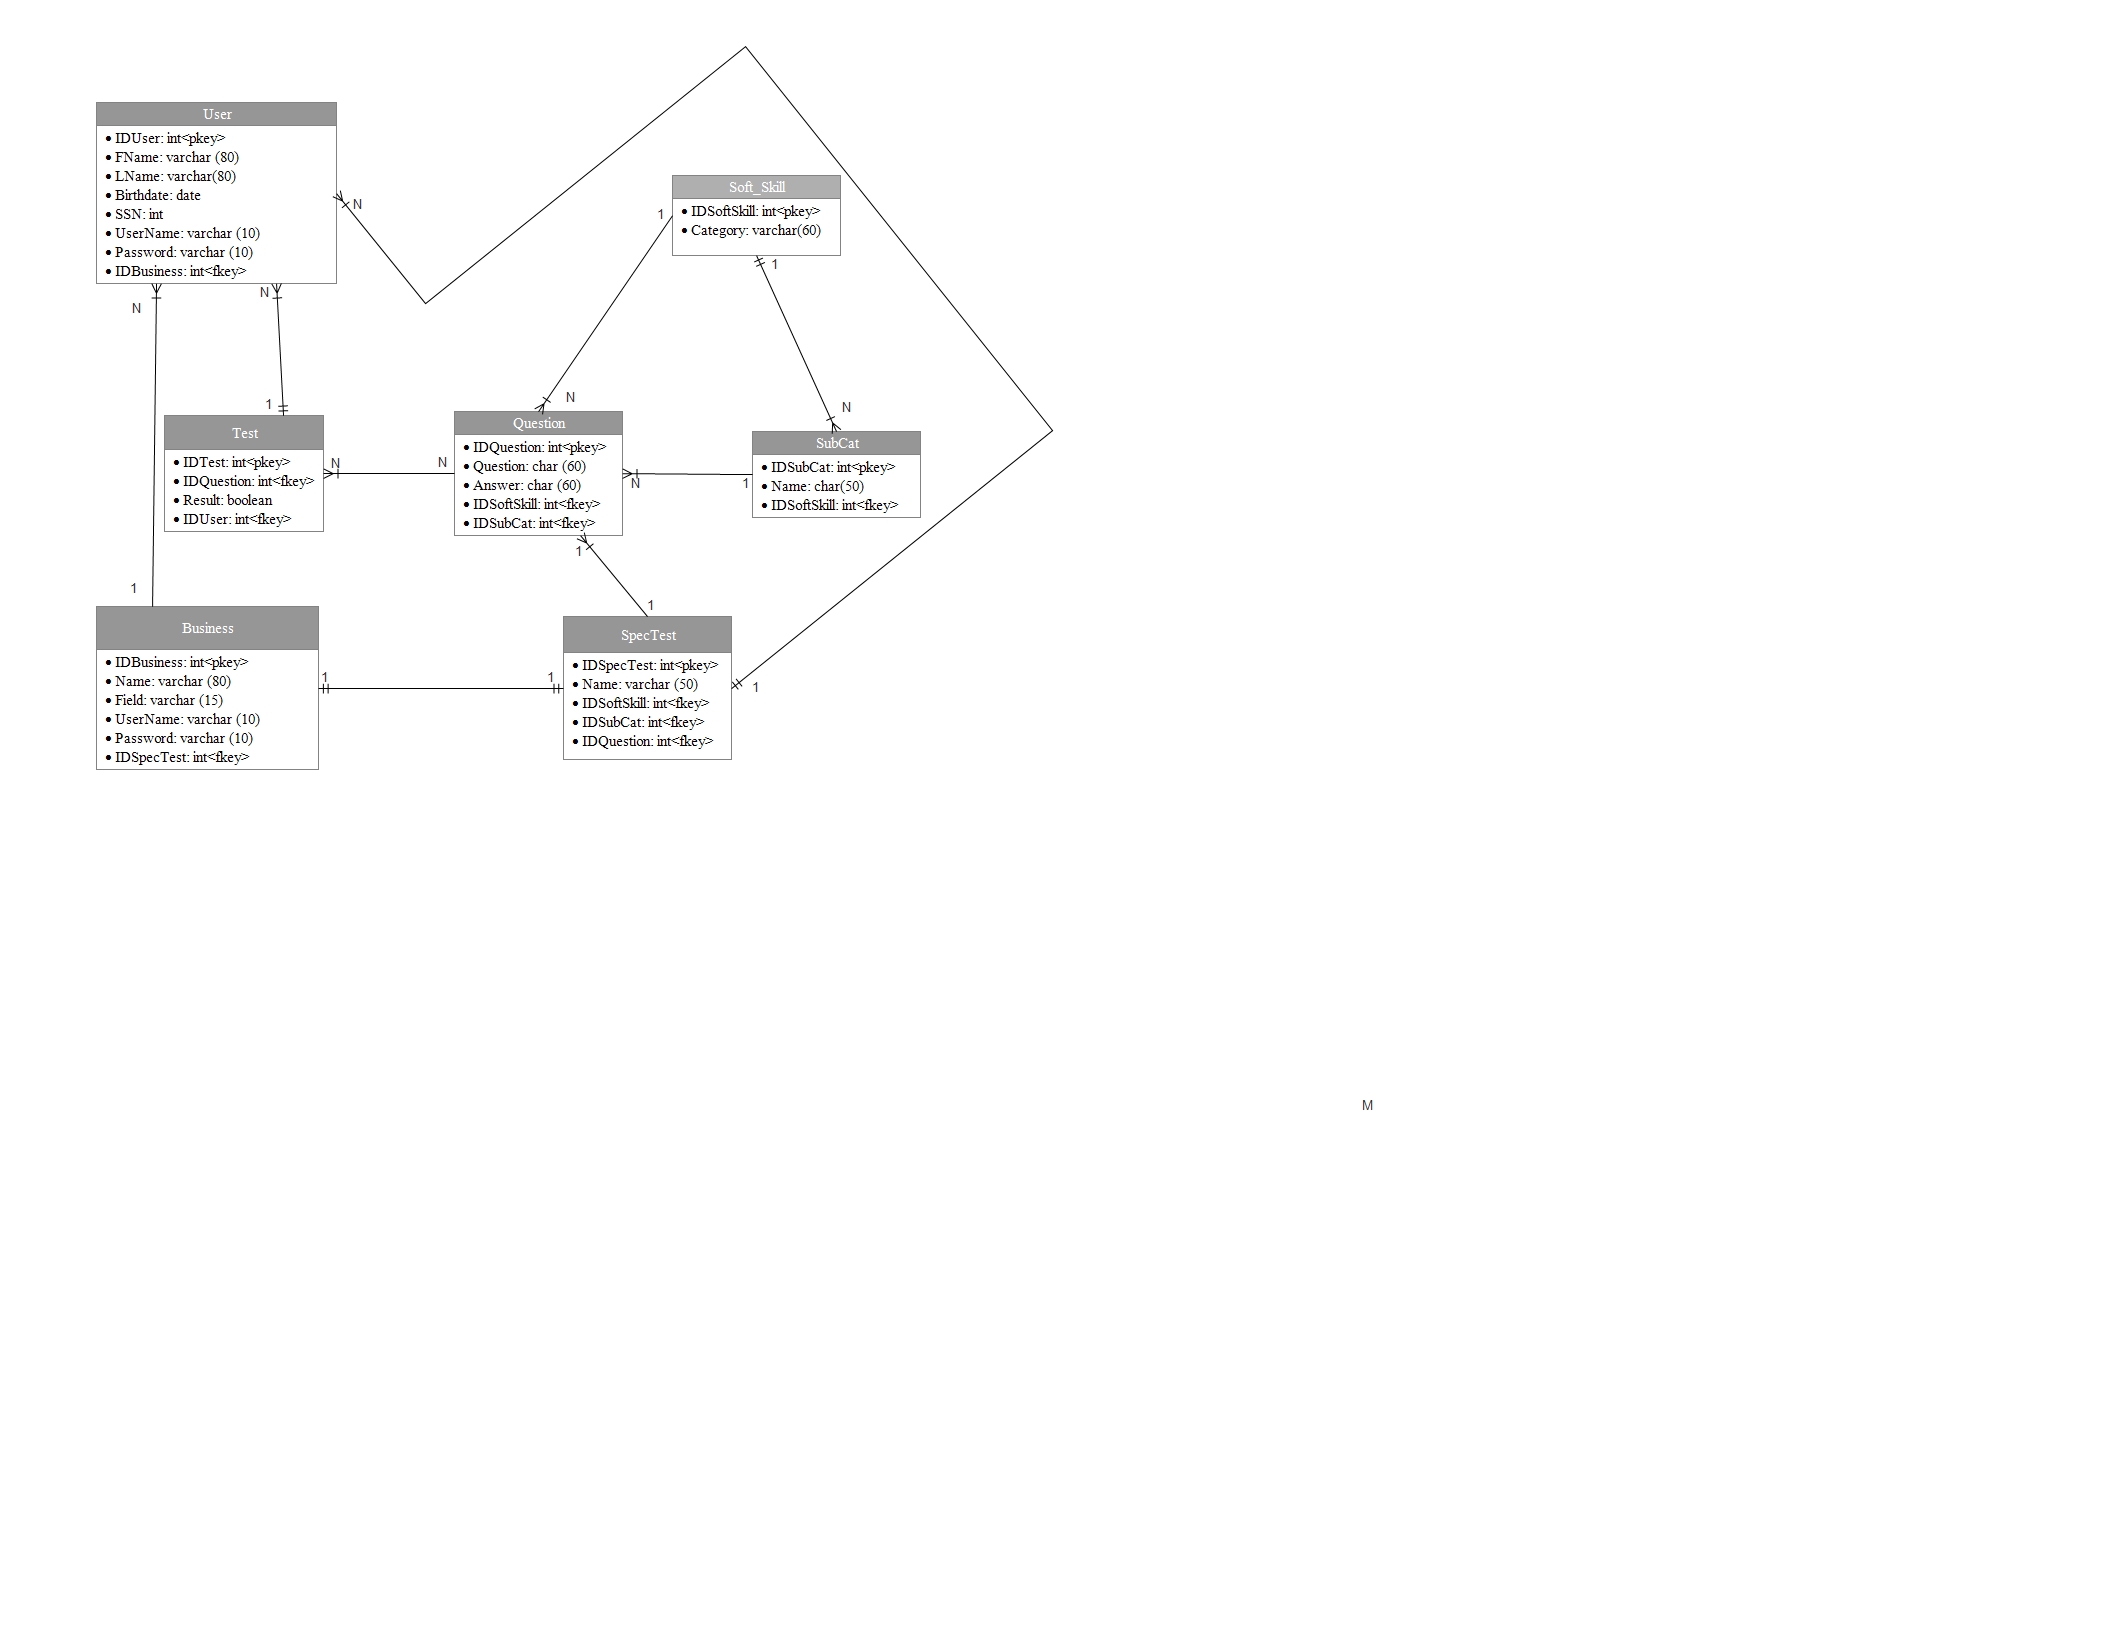 User
• IDUser: int<pkey>
• FName: varchar (80)
• LName: varchar(80)
• Birthdate: date
• SSN: int
• UserName: varchar (10)
• Password: varchar (10)
• IDBusiness: int<fkey>
N
N
N
Soft_Skill
• IDSoftSkill: int<pkey>
• Category: varchar(60)
1
1
N
N
1
Test
• IDTest: int<pkey>
• IDQuestion: int<fkey>
• Result: boolean
• IDUser: int<fkey>
N
N
Question
• IDQuestion: int<pkey>
• Question: char (60)
• Answer: char (60)
• IDSoftSkill: int<fkey>
• IDSubCat: int<fkey>
N
1
SubCat
• IDSubCat: int<pkey>
• Name: char(50)
• IDSoftSkill: int<fkey>
1
1
1
Business
• IDBusiness: int<pkey>
• Name: varchar (80)
• Field: varchar (15)
• UserName: varchar (10)
• Password: varchar (10)
• IDSpecTest: int<fkey>
1
1
SpecTest
• IDSpecTest: int<pkey>
• Name: varchar (50)
• IDSoftSkill: int<fkey>
• IDSubCat: int<fkey>
• IDQuestion: int<fkey>
1
M